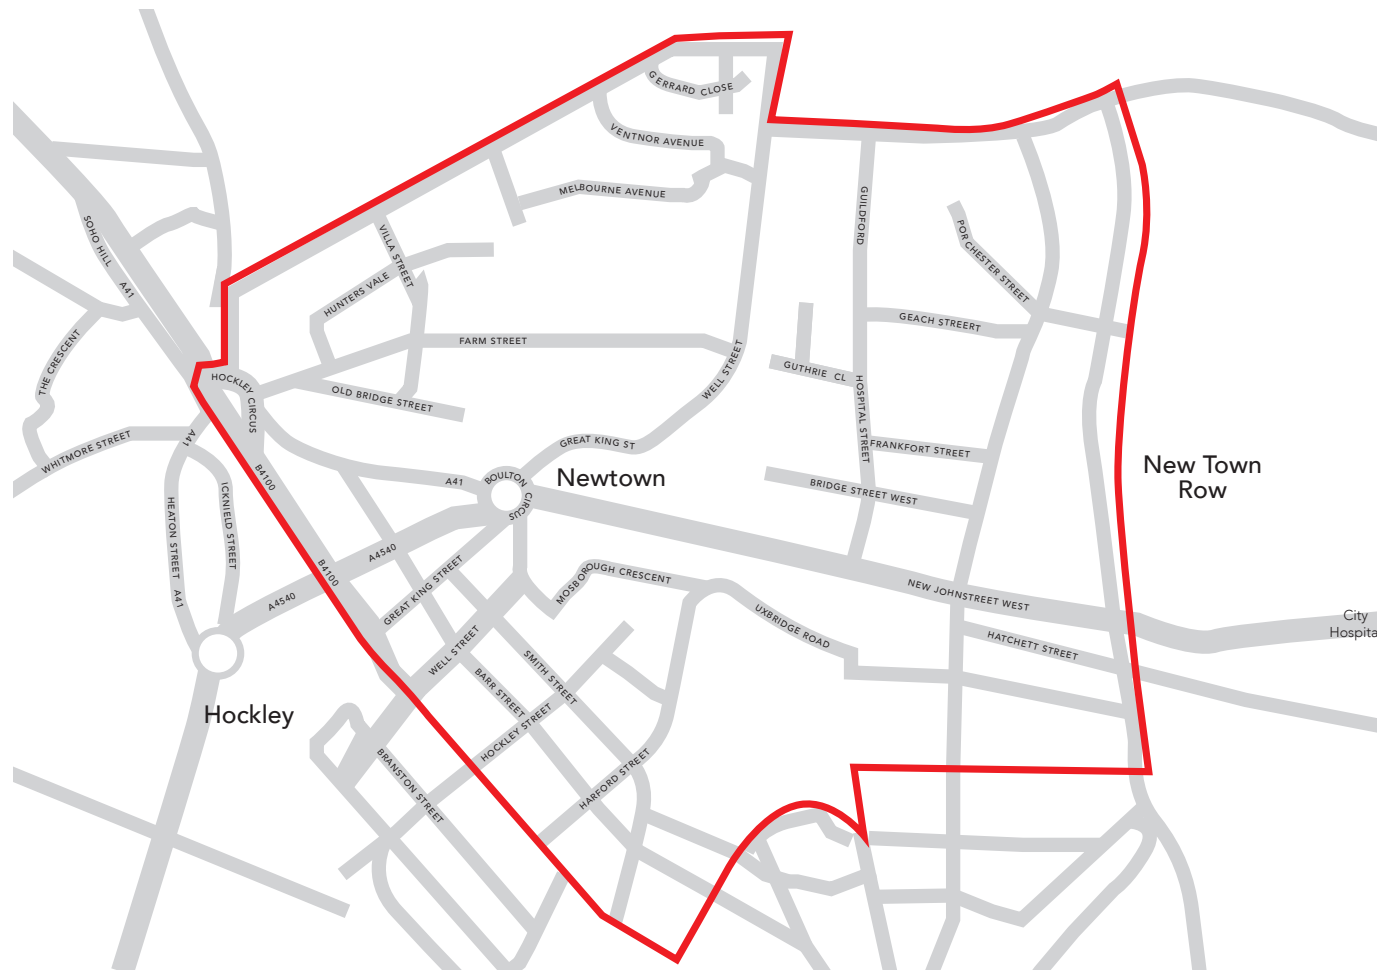 GERRARD CLOSE
VENTNOR AVENUE
MELBOURNE AVENUE
GUILDFORD
SOHO HILL
A41
VILLA STREET
POR CHESTER STREET
HUNTERS VALE
GEACH STREERT
THE CRESCENT
FARM STREET
WELL STREET
GUTHRIE CL
HOCKLEY CIRCUS
OLD BRIDGE STREET
HOSPITAL STREET
WHITMORE STREET
A41
GREAT KING ST
FRANKFORT STREET
New Town
Row
B4100
A41
BOULTON CIRCUS
Newtown
BRIDGE STREET WEST
HEATON STREET A41
ICKNIELD STREET
A4540
B4100
A4540
GREAT KING STREET
MOSBOROUGH CRESCENT
NEW JOHNSTREET WEST
UXBRIDGE ROAD
City
Hospita
HATCHETT STREET
WELL STREET
SMITH STREET
BARR STREET
Hockley
HOCKLEY STREET
BRANSTON STREET
HARFORD STREET